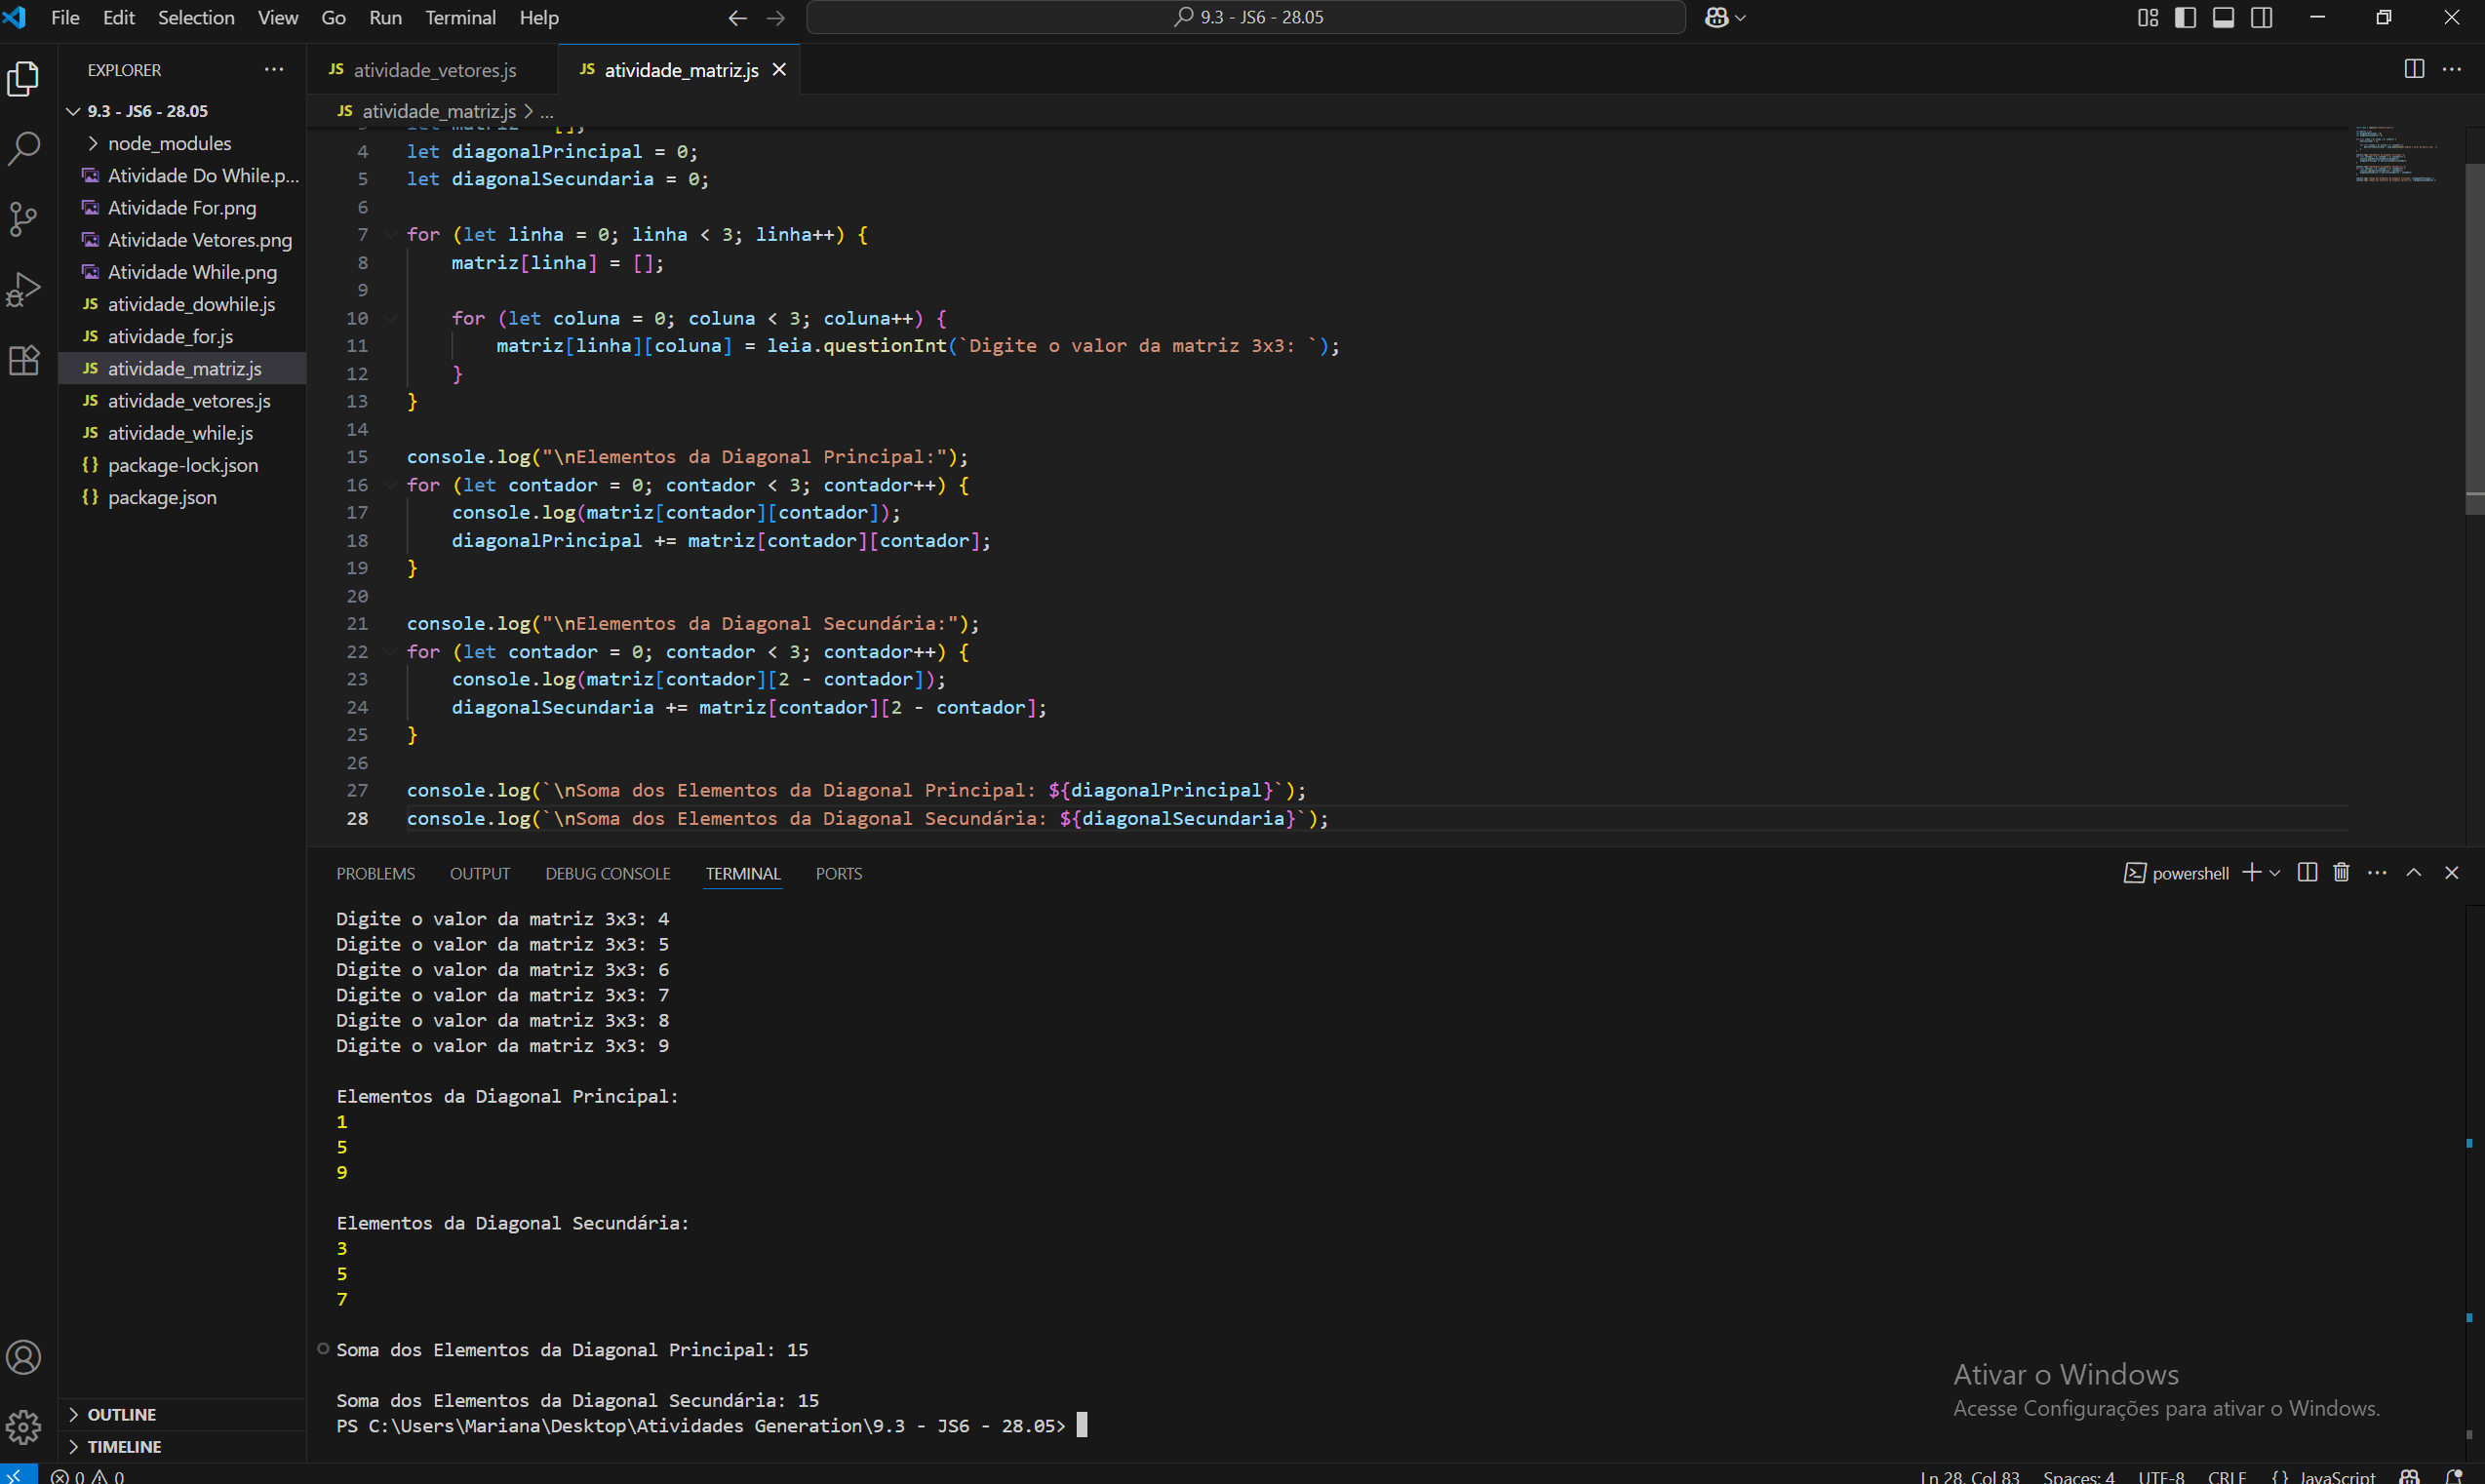 File Edit Selection View Go Run Terminal Help
9.3 - JS6 - 28.05
EXPLORER
9.3 - JS6 - 28.05
node_modules
Atividade Do While.p...
Atividade For.png
Atividade Vetores.png
Atividade While.png
JS atividade_dowhile.js
JS atividade_for.js
JS atividade_matriz.js
JS atividade_vetores.js
JS atividade_while.js
{} package-lock.json
{} package.json
OUTLINE
TIMELINE
JS atividade_vetores.js
JS atividade_matriz.js
JS atividade_matriz.js > ...
3 let matriz = [];
4 let diagonalPrincipal = 0;
5 let diagonalSecundaria = 0;
6
7 for (let linha = 0; linha < 3; linha++) {
8 matriz[linha] = [];
9
10 for (let coluna = 0; coluna < 3; coluna++) {
11 matriz[linha][coluna] = leia.questionInt(`Digite o valor da matriz 3x3: `);
12 }
13 }
14
15 console.log("\nElementos da Diagonal Principal:");
16 for (let contador = 0; contador < 3; contador++) {
17 console.log(matriz[contador][contador]);
18 diagonalPrincipal += matriz[contador][contador];
19 }
20
21 console.log("\nElementos da Diagonal Secundária:");
22 for (let contador = 0; contador < 3; contador++) {
23 console.log(matriz[contador][2 - contador]);
24 diagonalSecundaria += matriz[contador][2 - contador];
25 }
26
27 console.log(`\nSoma dos Elementos da Diagonal Principal: ${diagonalPrincipal}`);
28 console.log(`\nSoma dos Elementos da Diagonal Secundária: ${diagonalSecundaria}`);
PROBLEMS OUTPUT DEBUG CONSOLE TERMINAL PORTS
powershell
Digite o valor da matriz 3x3: 4
Digite o valor da matriz 3x3: 5
Digite o valor da matriz 3x3: 6
Digite o valor da matriz 3x3: 7
Digite o valor da matriz 3x3: 8
Digite o valor da matriz 3x3: 9
Elementos da Diagonal Principal:
1
5
9
Elementos da Diagonal Secundária:
3
5
7
Soma dos Elementos da Diagonal Principal: 15
Soma dos Elementos da Diagonal Secundária: 15
PS C:\Users\Mariana\Desktop\Atividades Generation\9.3 - JS6 - 28.05>
Ativar o Windows
Acesse Configurações para ativar o Windows.
0 0
Ln 28, Col 83 Spaces: 4 UTF-8 CRLF {} JavaScript